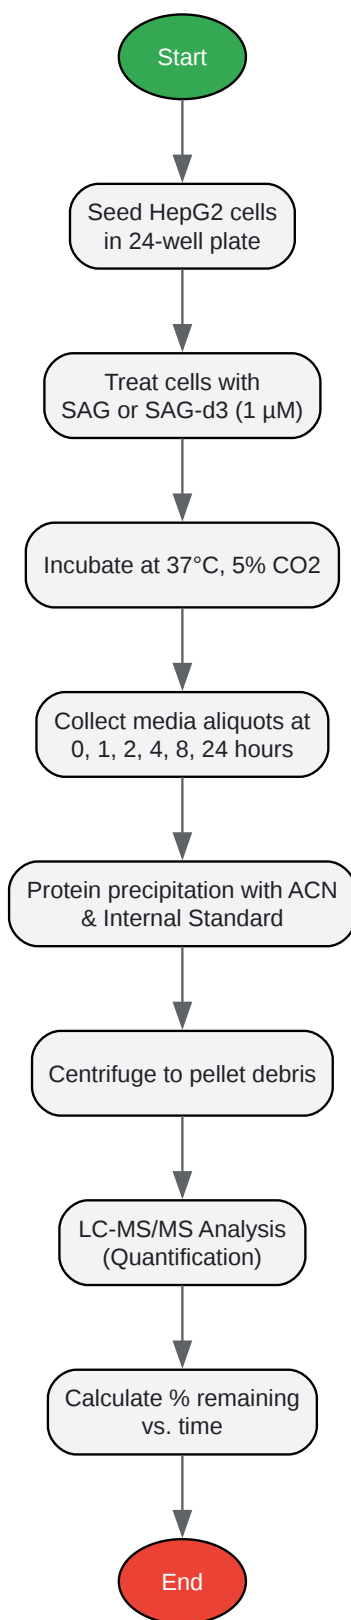 Start
Seed HepG2 cells
in 24-well plate
Treat cells with
SAG or SAG-d3 (1 µM)
Incubate at 37°C, 5% CO2
Collect media aliquots at
0, 1, 2, 4, 8, 24 hours
Protein precipitation with ACN
& Internal Standard
Centrifuge to pellet debris
LC-MS/MS Analysis
(Quantification)
Calculate % remaining
vs. time
End